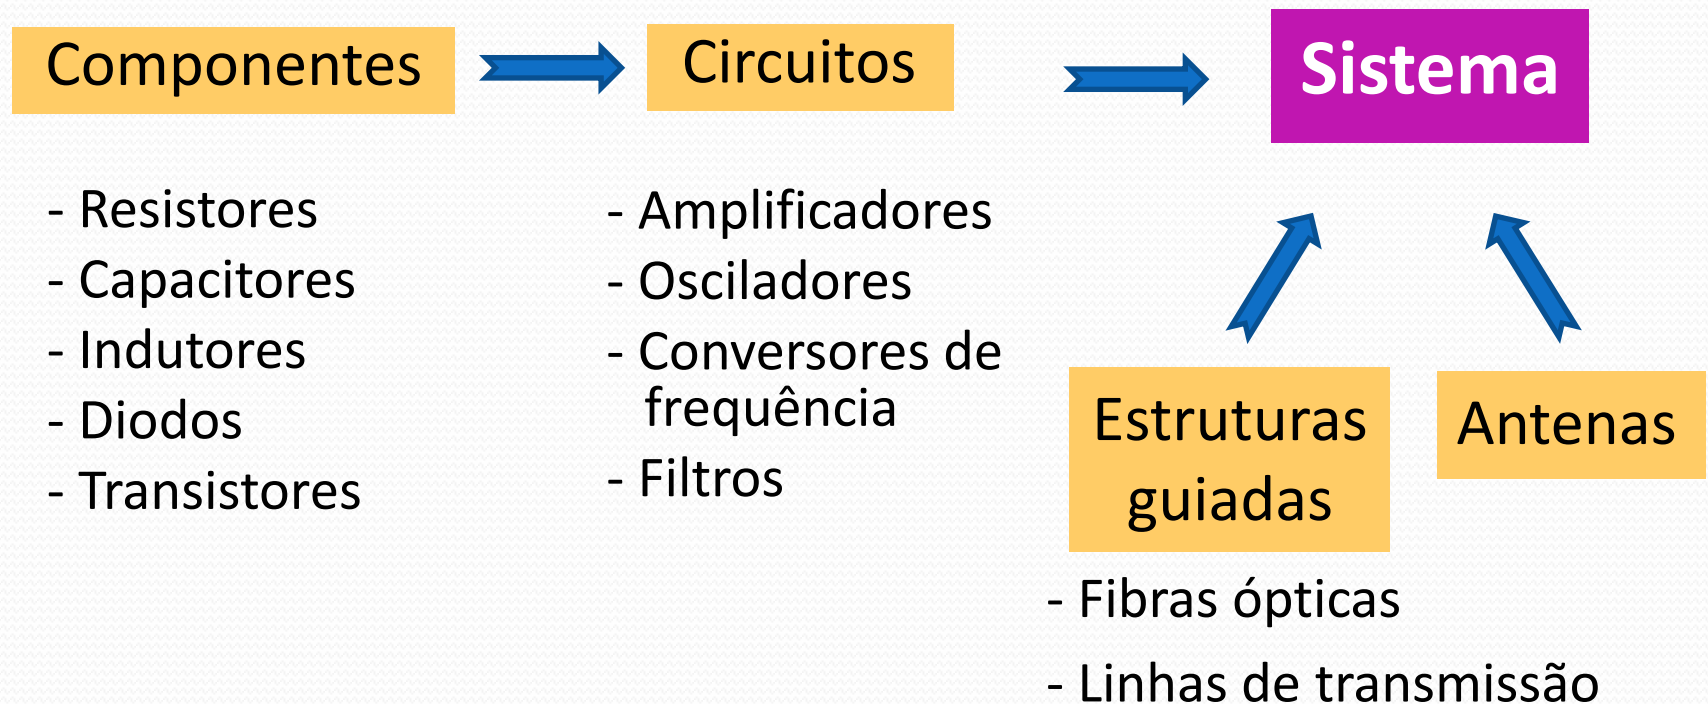 Componentes
Circuitos
Sistema
- Resistores
- Capacitores
- Indutores
- Diodos
- Transistores
- Amplificadores
- Osciladores
- Conversores de
frequência
- Filtros
Estruturas
guiadas
Antenas
- Fibras ópticas
- Linhas de transmissão